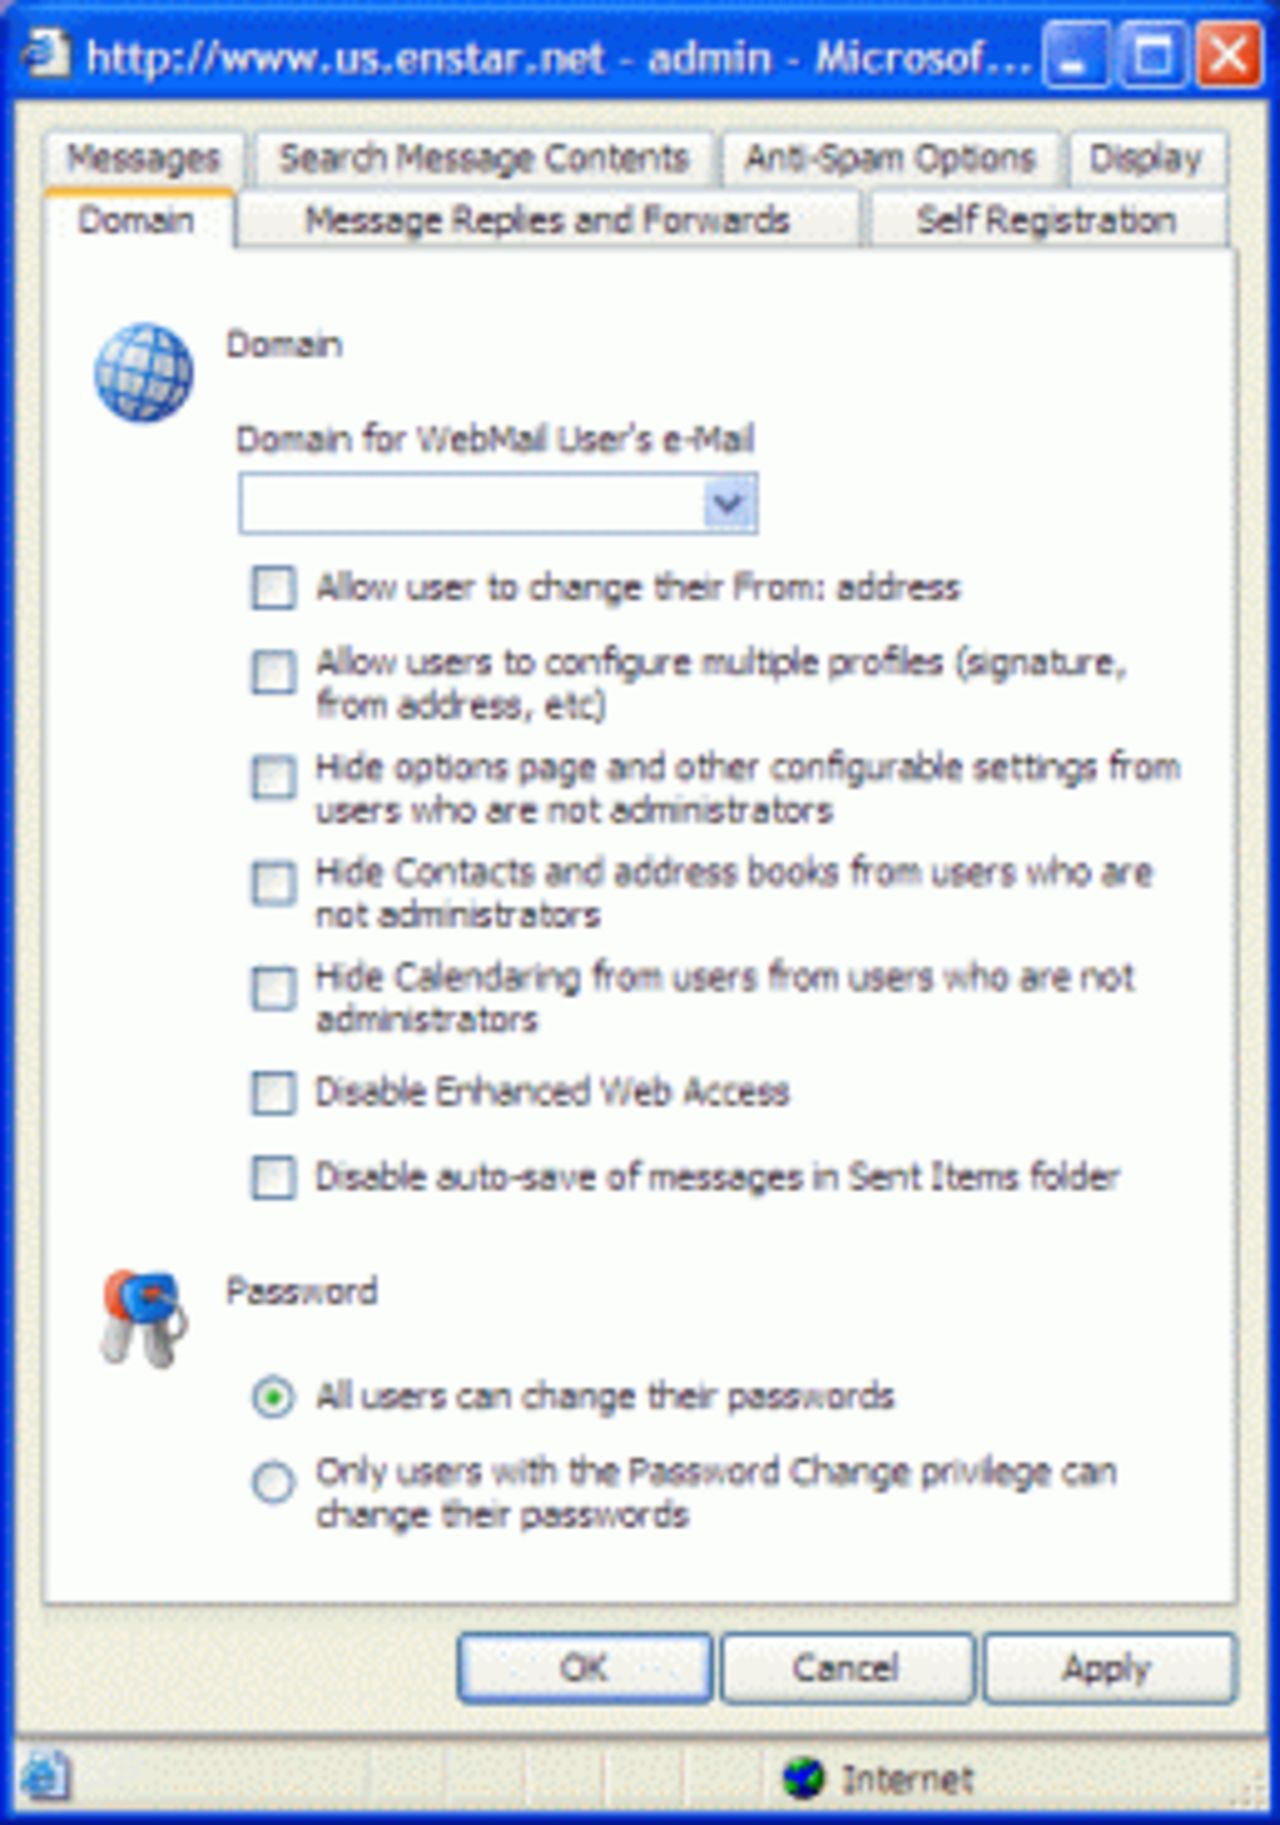 http://www.us.enstar.net - admin - Microsof...
Messages
Search Message Contents
Anti-Spam Options
Display
Domain
Message Replies and Forwards
Self Registration
Domain
Domain for WebMail User's e-Mail
Allow user to change their From: address
Allow users to configure multiple profiles (signature,
from address, etc)
Hide options page and other configurable settings from
users who are not administrators
Hide Contacts and address books from users who are
not administrators
Hide Calendaring from users from users who are not
administrators
Disable Enhanced Web Access
Disable auto-save of messages in Sent Items folder
Password
All users can change their passwords
Only users with the Password Change privilege can
change their passwords
OK
Cancel
Apply
Internet